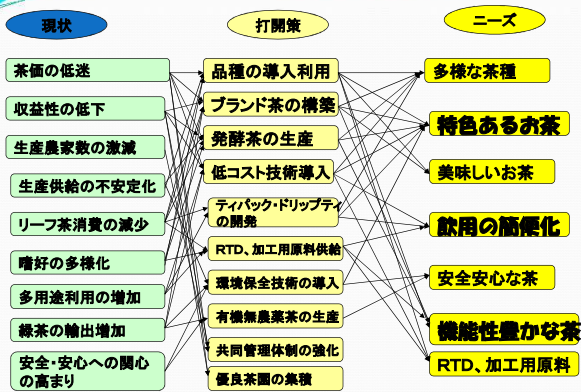 現状
打開策
ニーズ
茶価の低迷
収益性の低下
生産農家数の激減
生産供給の不安定化
リーフ茶消費の減少
嗜好の多様化
多用途利用の増加
緑茶の輸出増加
安全・安心への関心
の高まり
品種の導入利用
ブランド茶の構築
発酵茶の生産
低コスト技術導入
ティバック・ドリップティ
の開発
RTD、加工用原料供給
環境保全技術の導入
有機無農薬茶の生産
共同管理体制の強化
優良茶園の集積
多様な茶種
特色あるお茶
美味しいお茶
飲用の簡便化
安全安心な茶
機能性豊かな茶
RTD、加工用原料